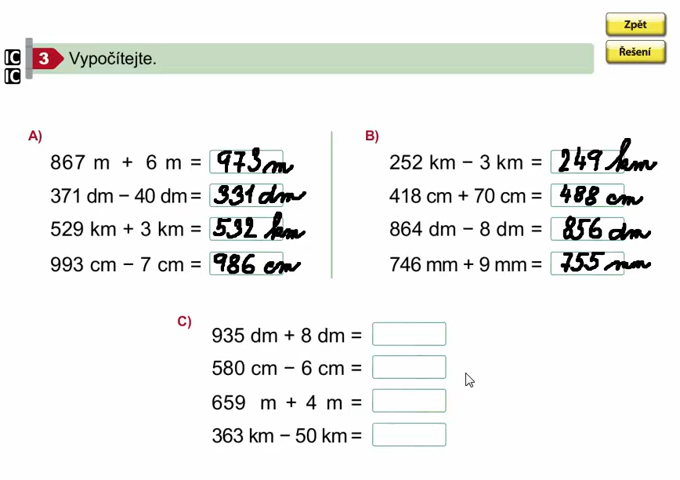 Zpět
Řešení
3 Vypočítejte.
A)
867 m + 6 m = 973 m
371 dm − 40 dm = 331 dm
529 km + 3 km = 532 km
993 cm − 7 cm = 986 cm
B)
252 km − 3 km = 249 km
418 cm + 70 cm = 488 cm
864 dm − 8 dm = 856 dm
746 mm + 9 mm = 755 mm
C)
935 dm + 8 dm =
580 cm − 6 cm =
659 m + 4 m =
363 km − 50 km =